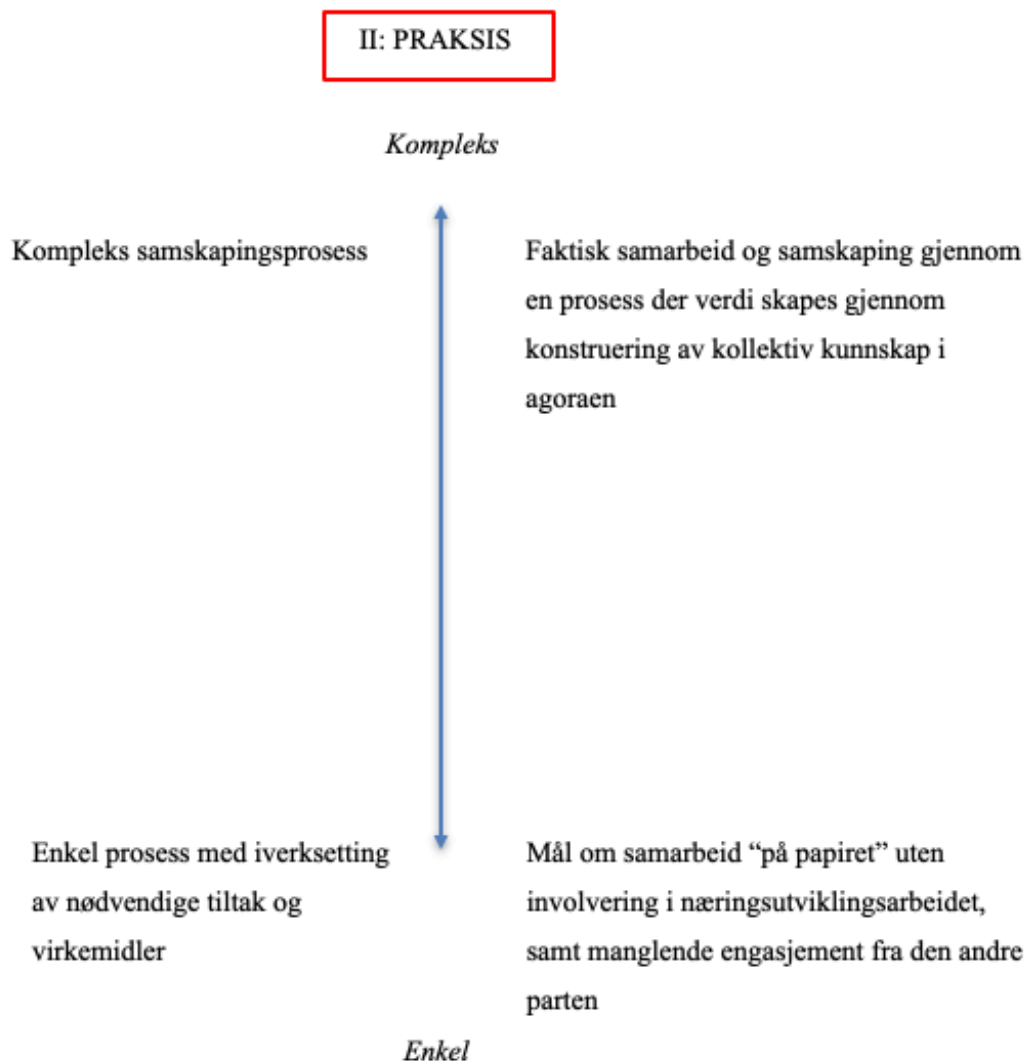 II: PRAKSIS
Kompleks
Kompleks samskapingsprosess
Faktisk samarbeid og samskaping gjennom
en prosess der verdi skapes gjennom
konstruering av kollektiv kunnskap i
agoraen
Enkel prosess med iverksetting
av nødvendige tiltak og
virkemidler
Mål om samarbeid “på papiret” uten
involvering i næringsutviklingsarbeidet,
samt manglende engasjement fra den andre
parten
Enkel